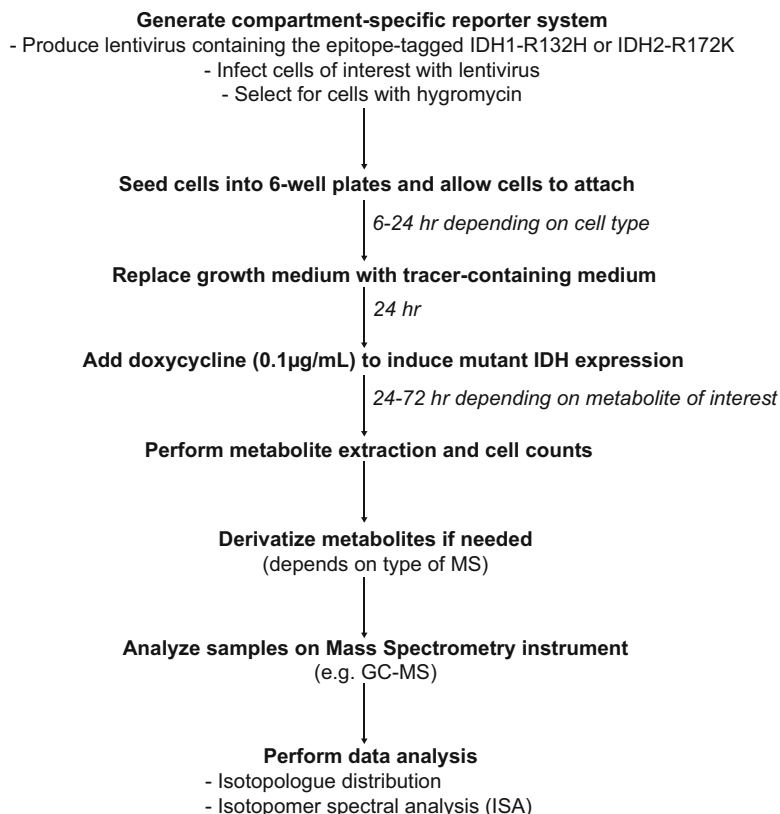 Generate compartment-specific reporter system
- Produce lentivirus containing the epitope-tagged IDH1-R132H or IDH2-R172K
- Infect cells of interest with lentivirus
- Select for cells with hygromycin
Seed cells into 6-well plates and allow cells to attach
6-24 hr depending on cell type
Replace growth medium with tracer-containing medium
24 hr
Add doxycycline (0.1µg/mL) to induce mutant IDH expression
24-72 hr depending on metabolite of interest
Perform metabolite extraction and cell counts
Derivatize metabolites if needed
(depends on type of MS)
Analyze samples on Mass Spectrometry instrument
(e.g. GC-MS)
Perform data analysis
- Isotopologue distribution
- Isotopomer spectral analysis (ISA)